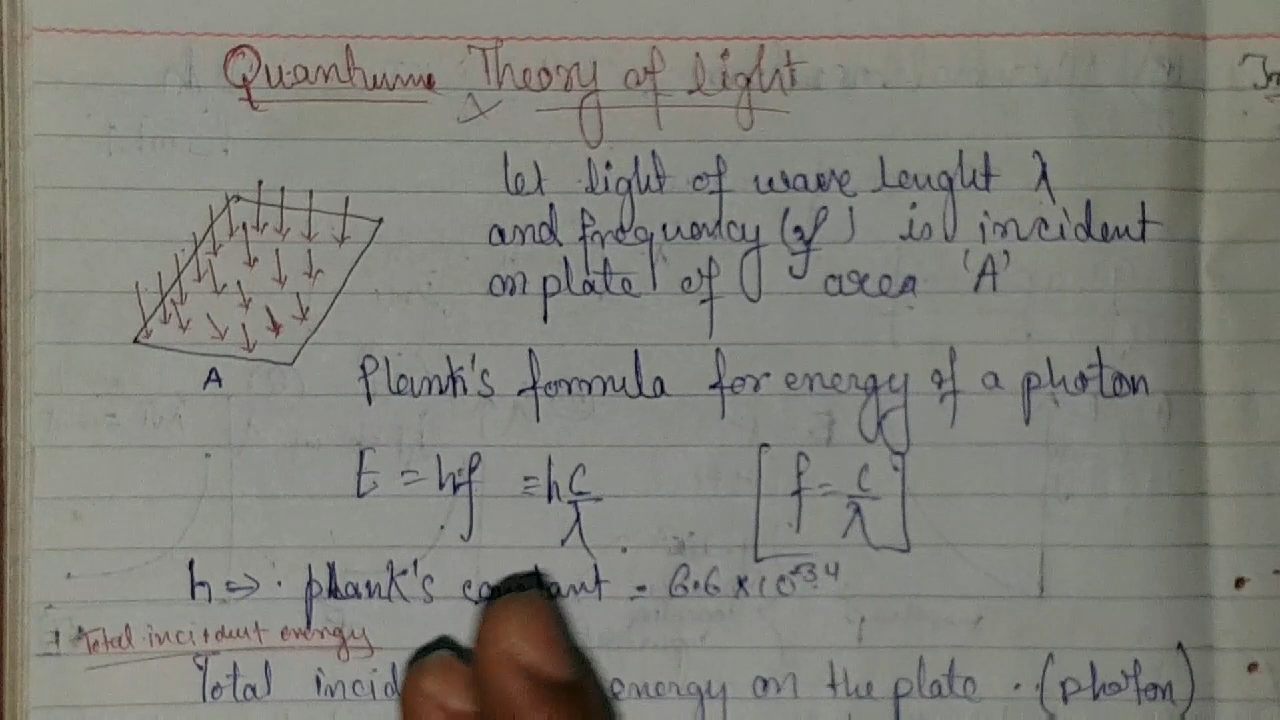 Quantume Theory of light
let light of wave lenght λ
and frequency (f) is incident
on plate of area 'A'
A
Plank's formula for energy of a photon
E = hf = hc/λ [f = c/λ]
h => plank's constant = 6.6 × 10^-34
Total incident energy
Total incid energy on the plate . (photon)